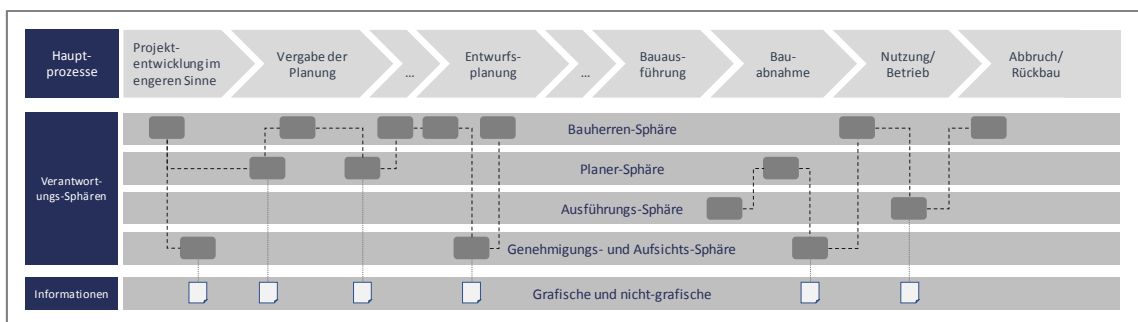 Haupt-
prozesse
Projekt-
entwicklung im
engeren Sinne
Vergabe der
Planung
...
Entwurfs-
planung
...
Bauaus-
führung
Bau-
abnahme
Nutzung/
Betrieb
Abbruch/
Rückbau
Verantwort-
ungs-Sphären
Bauherren-Sphäre
Planer-Sphäre
Ausführungs-Sphäre
Genehmigungs- und Aufsichts-Sphäre
Informationen
Grafische und nicht-grafische